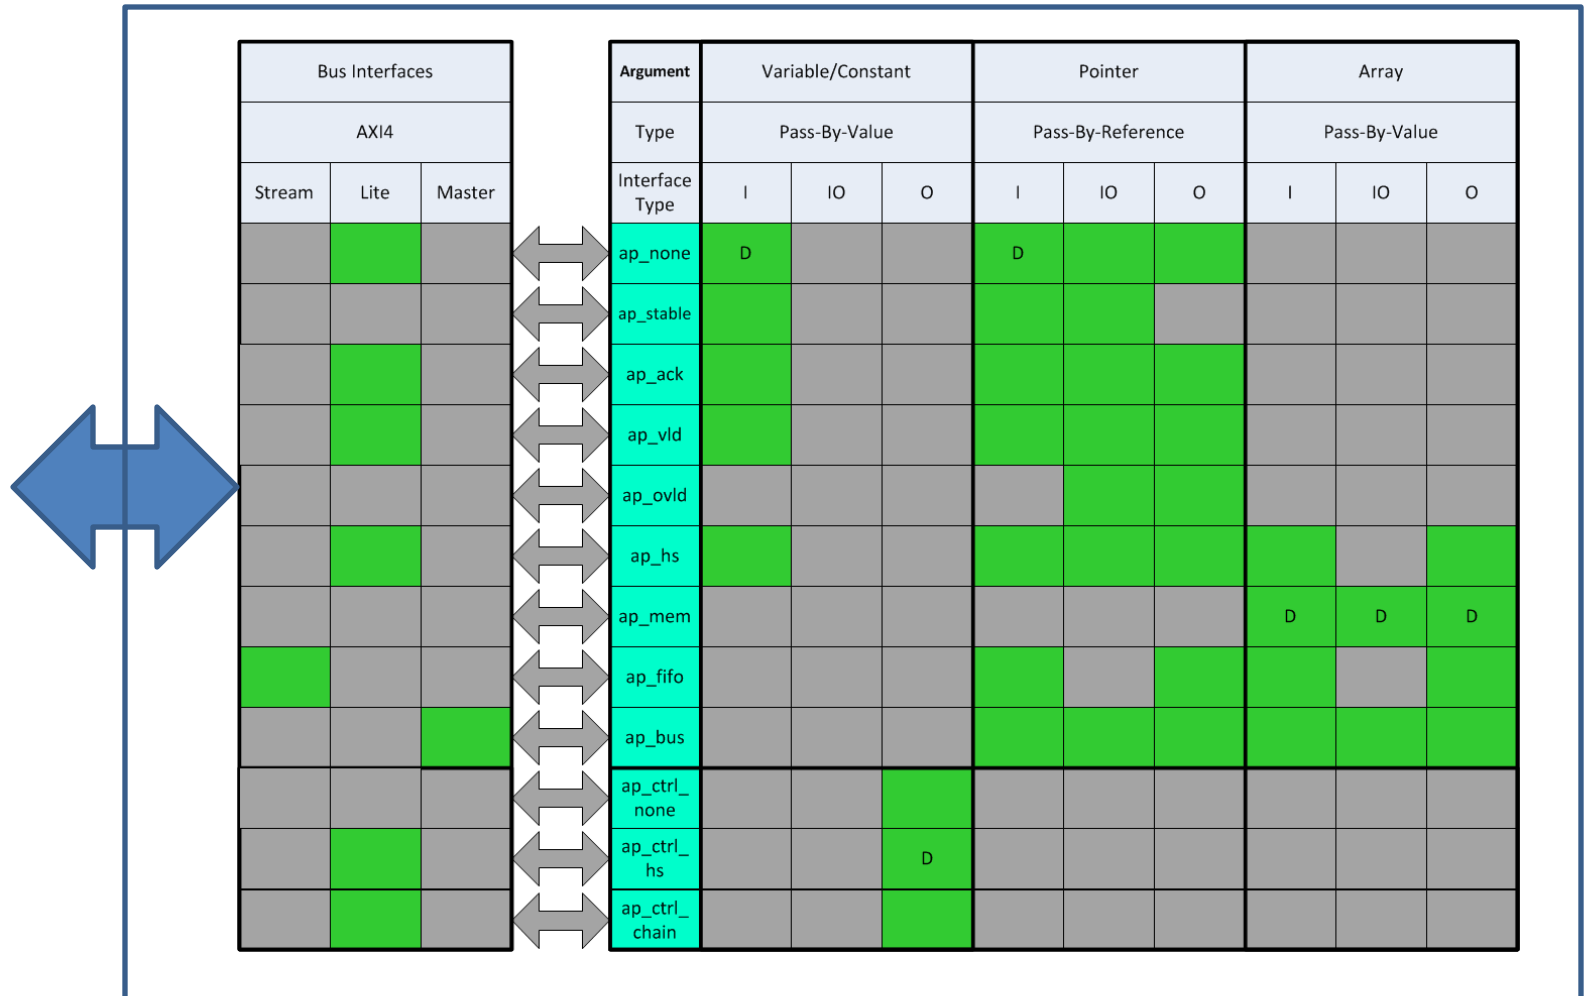 Bus Interfaces
AXI4
Stream Lite Master
Argument Variable/Constant Pointer Array
Type Pass-By-Value Pass-By-Reference Pass-By-Value
Interface
Type
I IO O I IO O I IO O
ap_none D D
ap_stable
ap_ack
ap_vld
ap_ovld
ap_hs
ap_mem D D D
ap_fifo
ap_bus
ap_ctrl_
none
ap_ctrl_
hs
D
ap_ctrl_
chain